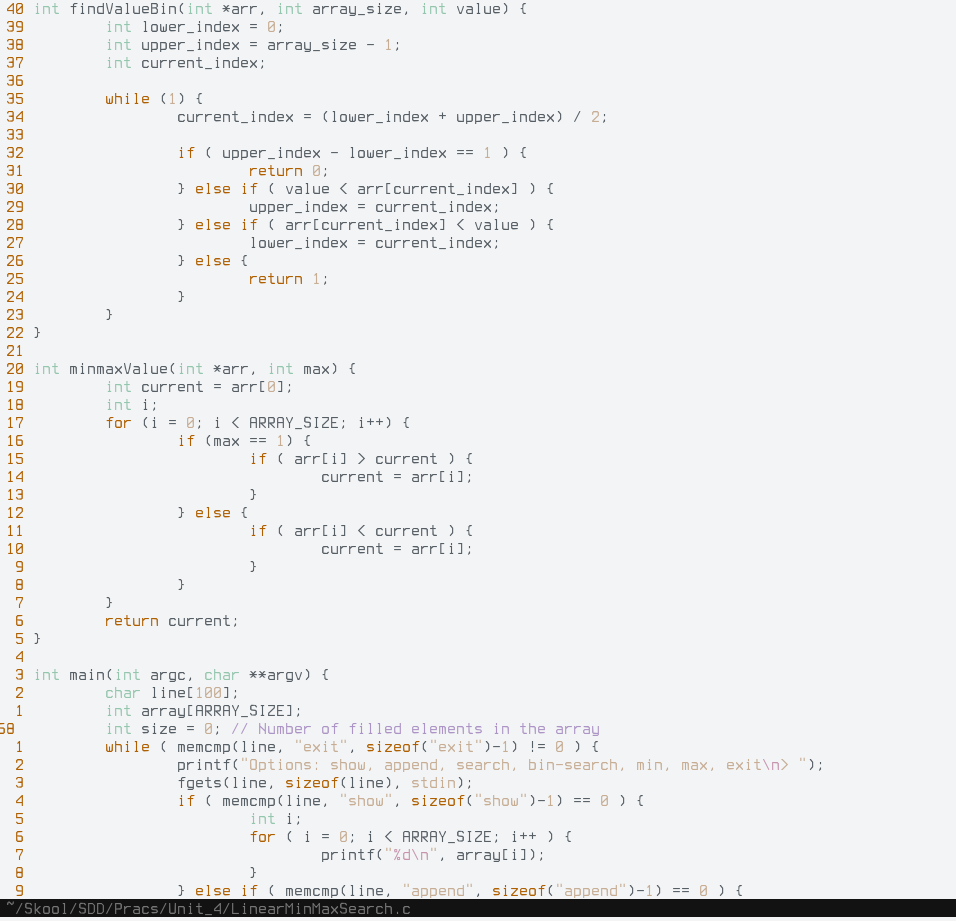 40 int findValueBin(int *arr, int array_size, int value) {
39         int lower_index = 0;
38         int upper_index = array_size - 1;
37         int current_index;
36
35         while (1) {
34                 current_index = (lower_index + upper_index) / 2;
33
32                 if ( upper_index - lower_index == 1 ) {
31                         return 0;
30                 } else if ( value < arr[current_index] ) {
29                         upper_index = current_index;
28                 } else if ( arr[current_index] < value ) {
27                         lower_index = current_index;
26                 } else {
25                         return 1;
24                 }
23         }
22 }
21
20 int minmaxValue(int *arr, int max) {
19         int current = arr[0];
18         int i;
17         for (i = 0; i < ARRAY_SIZE; i++) {
16                 if (max == 1) {
15                         if ( arr[i] > current ) {
14                                 current = arr[i];
13                         }
12                 } else {
11                         if ( arr[i] < current ) {
10                                 current = arr[i];
 9                         }
 8                 }
 7         }
 6         return current;
 5 }
 4
 3 int main(int argc, char **argv) {
 2         char line[100];
 1         int array[ARRAY_SIZE];
68         int size = 0; // Number of filled elements in the array
 1         while ( memcmp(line, "exit", sizeof("exit")-1) != 0 ) {
 2                 printf("Options: show, append, search, bin-search, min, max, exit\n> ");
 3                 fgets(line, sizeof(line), stdin);
 4                 if ( memcmp(line, "show", sizeof("show")-1) == 0 ) {
 5                         int i;
 6                         for ( i = 0; i < ARRAY_SIZE; i++ ) {
 7                                 printf("%d\n", array[i]);
 8                         }
 9                 } else if ( memcmp(line, "append", sizeof("append")-1) == 0 ) {
~/Skool/SDD/Pracs/Unit_4/LinearMinMaxSearch.c